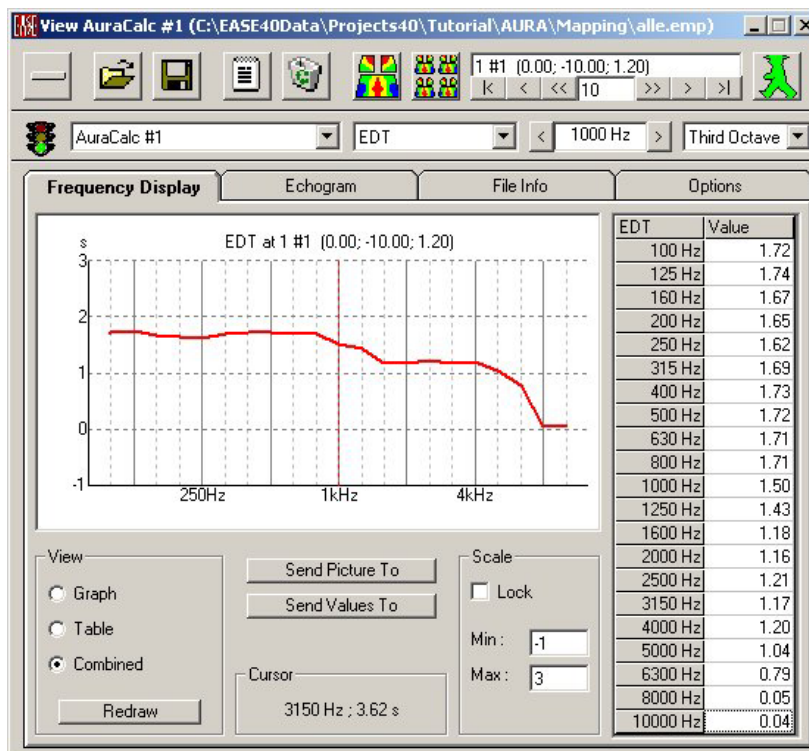 View AuraCalc #1 (C:\EASE40Data\Projects40\Tutorial\AURA\Mapping\alle.emp)
1 #1 (0.00; -10.00; 1.20)
K < << 10 >> > >|
AuraCalc #1 EDT < 1000 Hz > Third Octave
Frequency Display Echogram File Info Options
s EDT at 1 #1 (0.00; -10.00; 1.20)
3
2
1
0
-1
250Hz 1kHz 4kHz
EDT Value
100 Hz 1.72
125 Hz 1.74
160 Hz 1.67
200 Hz 1.65
250 Hz 1.62
315 Hz 1.69
400 Hz 1.73
500 Hz 1.72
630 Hz 1.71
800 Hz 1.71
1000 Hz 1.50
1250 Hz 1.43
1600 Hz 1.18
2000 Hz 1.16
2500 Hz 1.21
3150 Hz 1.17
4000 Hz 1.20
5000 Hz 1.04
6300 Hz 0.79
8000 Hz 0.05
10000 Hz 0.04
View
Graph
Table
Combined
Redraw
Send Picture To
Send Values To
Cursor
3150 Hz ; 3.62 s
Scale
Lock
Min : -1
Max : 3